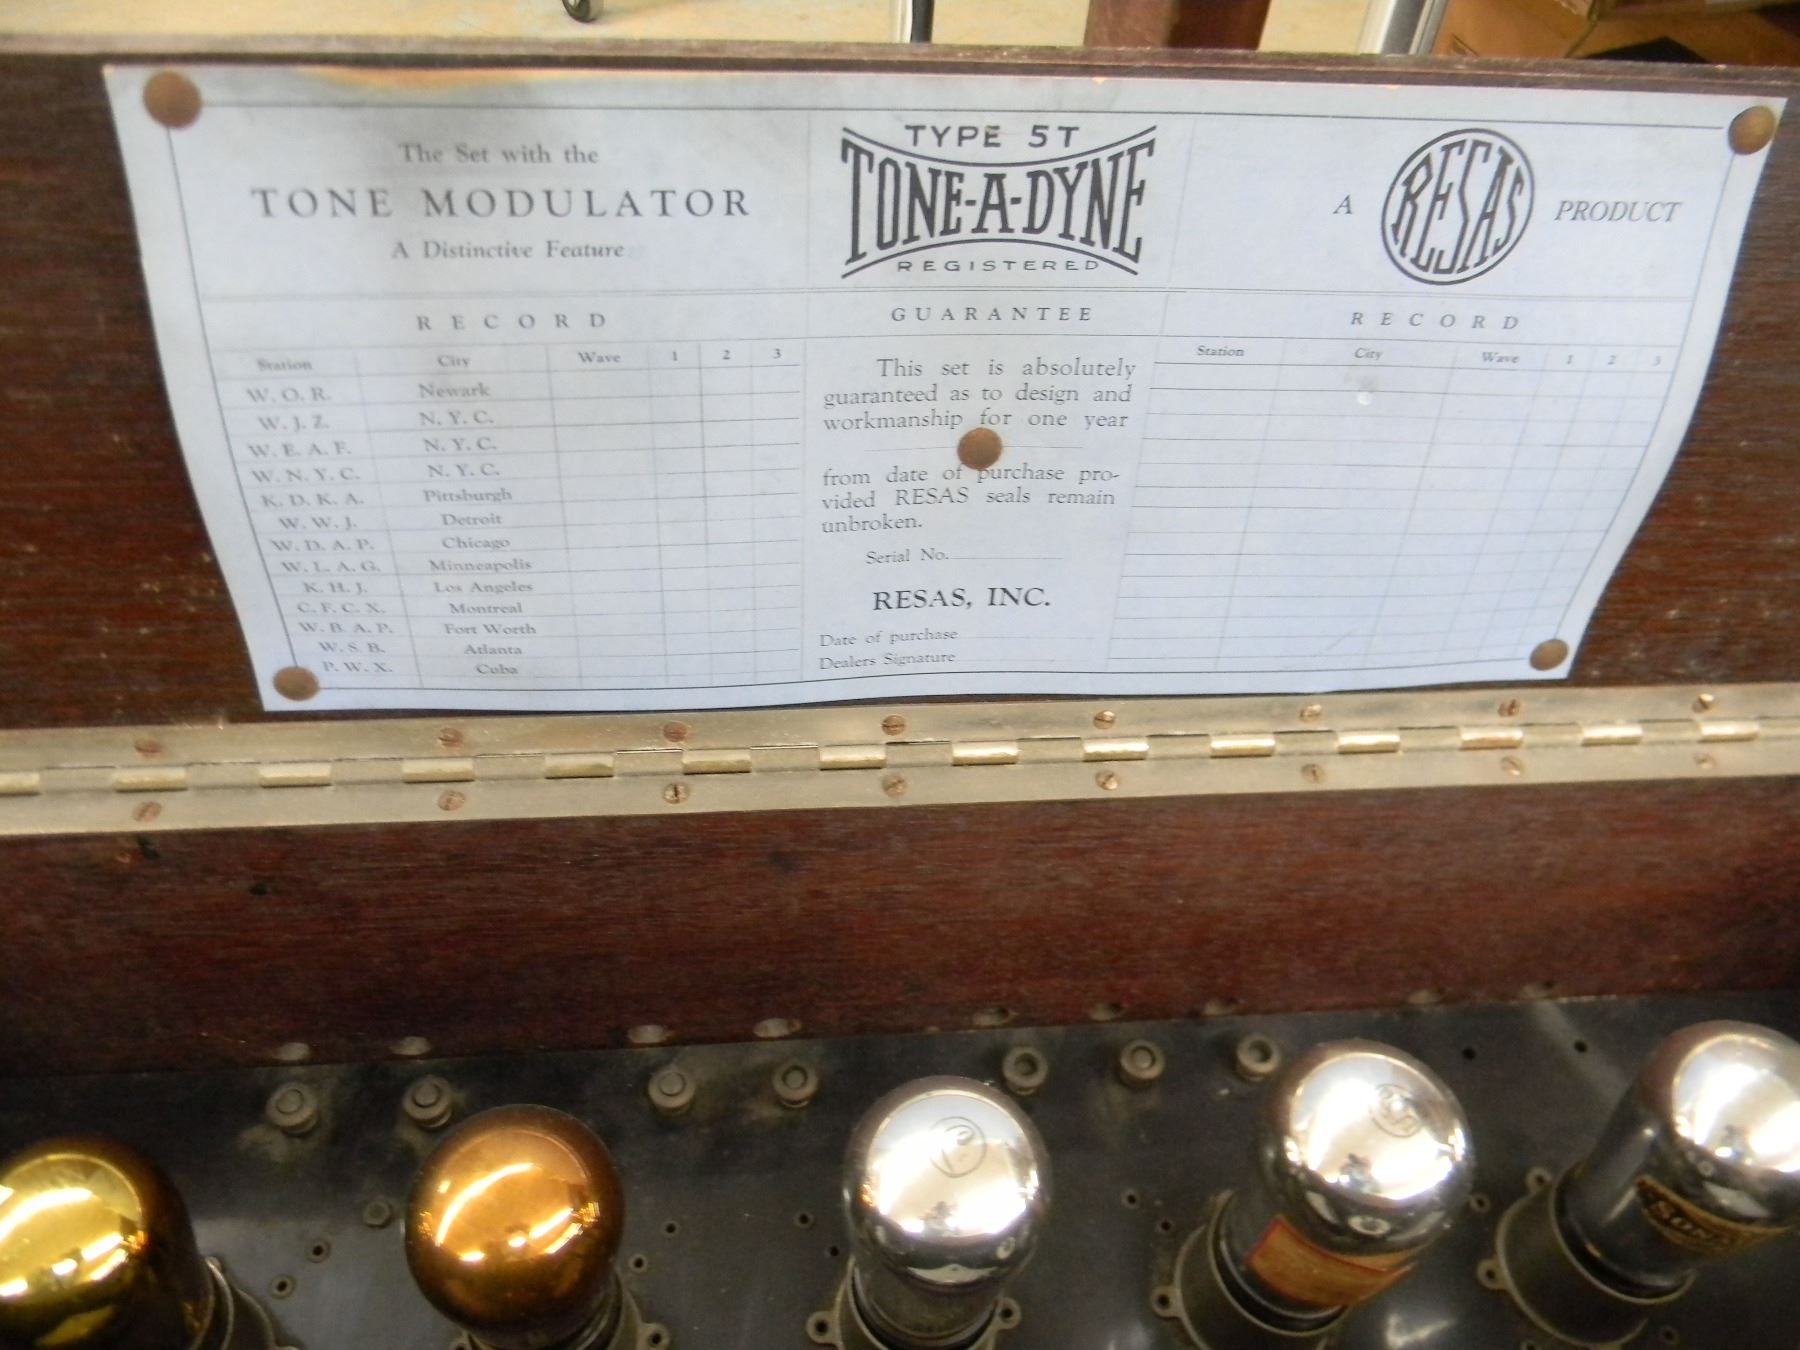 The Set with the
TONE MODULATOR
A Distinctive Feature
TYPE 5T
TONE-A-DYNE
REGISTERED
A RESAS PRODUCT
RECORD
Station City Wave 1 2 3
W. O. R. Newark
W. J. Z. N. Y. C.
W. E. A. F. N. Y. C.
W. N. Y. C. N. Y. C.
K. D. K. A. Pittsburgh
W. W. J. Detroit
W. D. A. P. Chicago
W. L. A. G. Minneapolis
K. H. J. Los Angeles
C. F. C. X. Montreal
W. B. A. P. Fort Worth
W. S. B. Atlanta
P. W. X. Cuba
GUARANTEE
This set is absolutely
guaranteed as to design and
workmanship for one year
from date of purchase pro-
vided RESAS seals remain
unbroken.
Serial No.
RESAS, INC.
Date of purchase
Dealers Signature
RECORD
Station City Wave 1 2 3